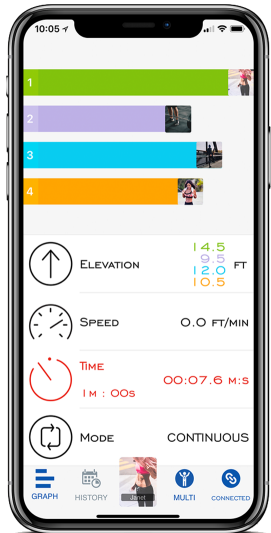 10:05
1
2
3
4
ELEVATION
14.5
9.5
12.0
10.5
FT
SPEED
0.0 FT/MIN
TIME
1M : 00S
00:07.6 M:S
MODE
CONTINUOUS
GRAPH
HISTORY
Janet
MULTI
CONNECTED